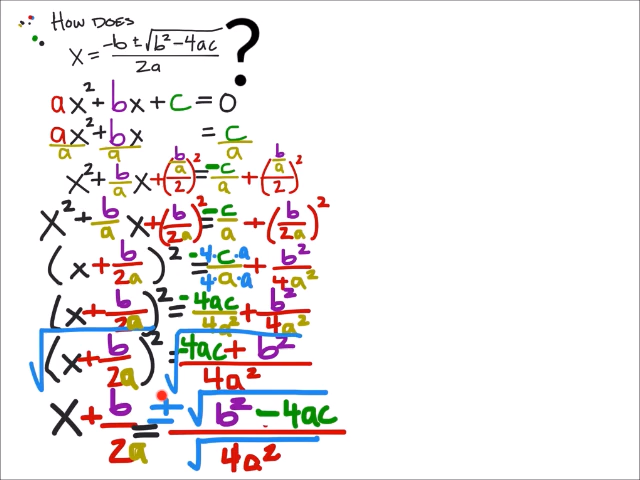 How does
x = -b ± √b² - 4ac / 2a ?
ax² + bx + c = 0
ax²/a + bx/a = c/a
x² + b/a x + (b/a / 2)² = -c/a + (b/a / 2)²
x² + b/a x + (b/2a)² = -c/a + (b/2a)²
(x + b/2a)² = -4·c·a / 4·a·a + b²/4a²
(x + b/2a)² = -4ac/4a² + b²/4a²
√(x + b/2a)² = √-4ac + b² / 4a²
x + b/2a = ± √b² - 4ac / √4a²